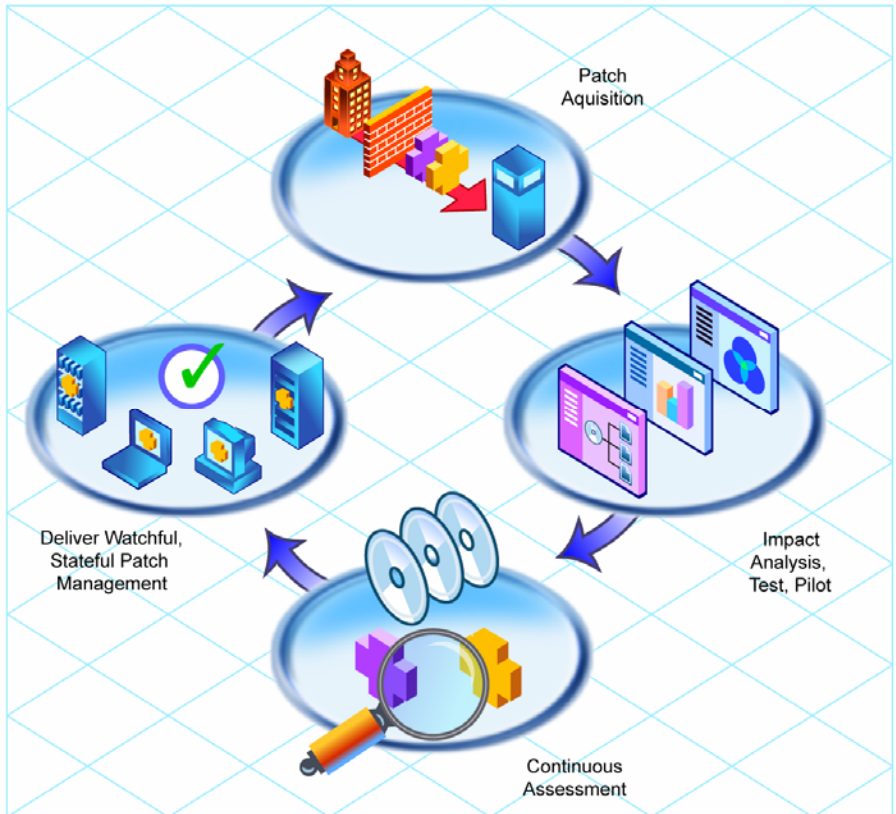 Patch
Aquisition
Impact
Analysis,
Test, Pilot
Continuous
Assessment
Deliver Watchful,
Stateful Patch
Management